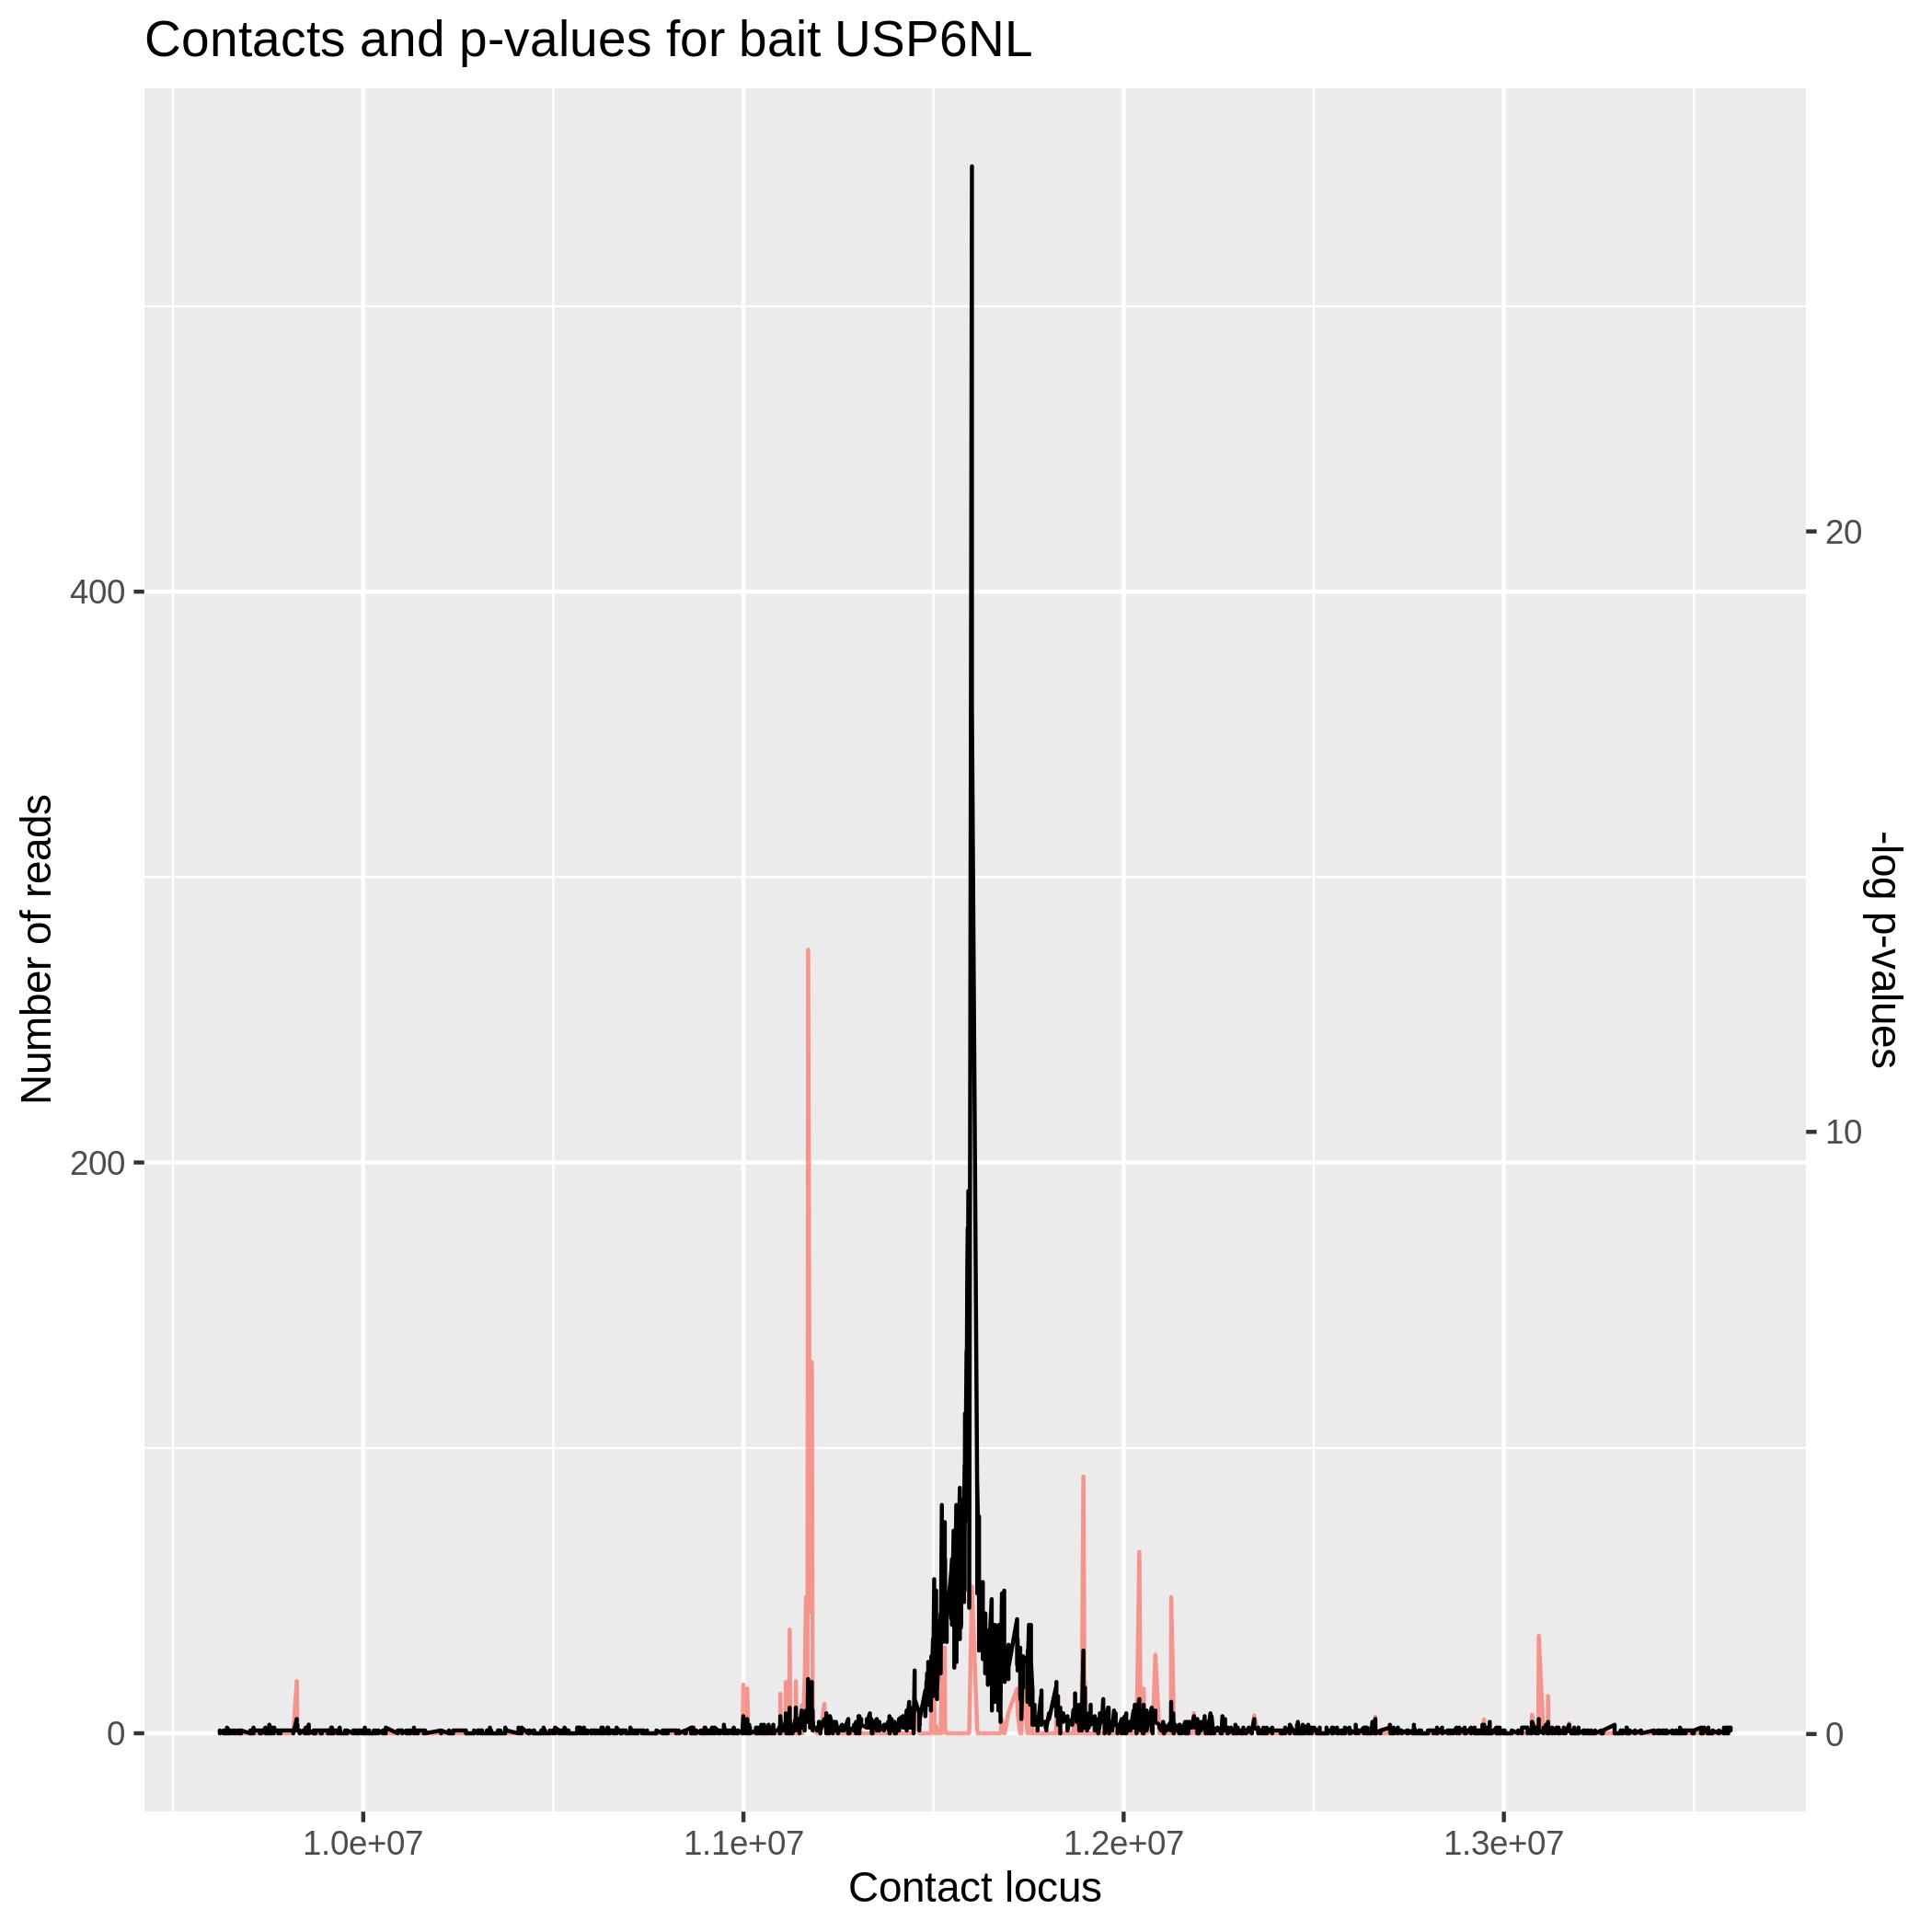 Contacts and p-values for bait USP6NL
Number of reads
400
200
0
20
10
0
-log p-values
1.0e+07
1.1e+07
1.2e+07
1.3e+07
Contact locus